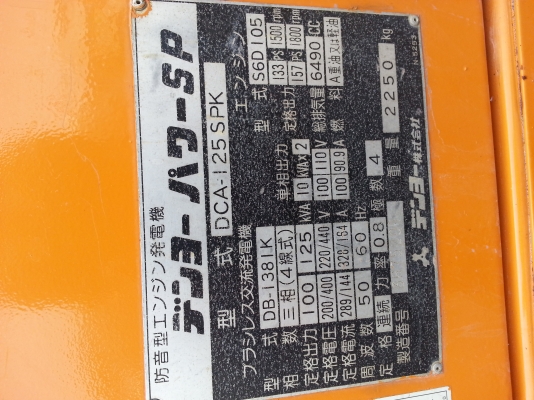 防音型エンジン発電機
デンヨーパワーSP
型式 DCA-125SPK
ブラシレス交流発電機
型式 DB-1381K
相数 三相(4線式) 単相出力
定格出力 100 125 KVA 10 KVA×2
定格電圧 200/400 220/440 V 100 110 V
定格電流 289/144 328/164 A 100 90.9 A
周波数 50 60 Hz
定格 連続 力率 0.8 極数 4
製造番号
エンジン
型式 S6D105
定格出力 133 PS 1500 rpm
157 PS 1800 rpm
総排気量 6490 CC
燃料 A重油又は軽油
重量 2250 kg
デンヨー株式会社